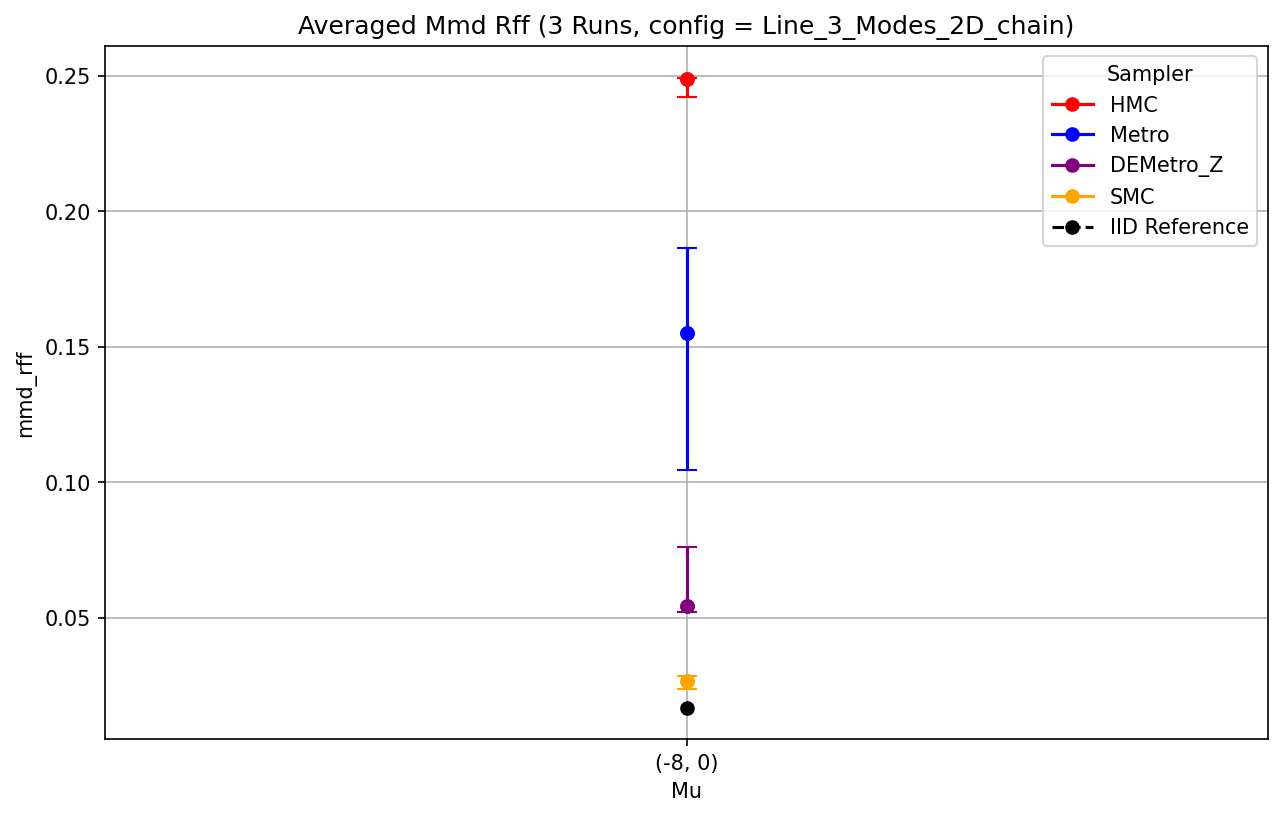 Averaged Mmd Rff (3 Runs, config = Line_3_Modes_2D_chain)
Sampler
HMC
Metro
DEMetro_Z
SMC
IID Reference
0.25
0.20
0.15
0.10
0.05
mmd_rff
(-8, 0)
Mu